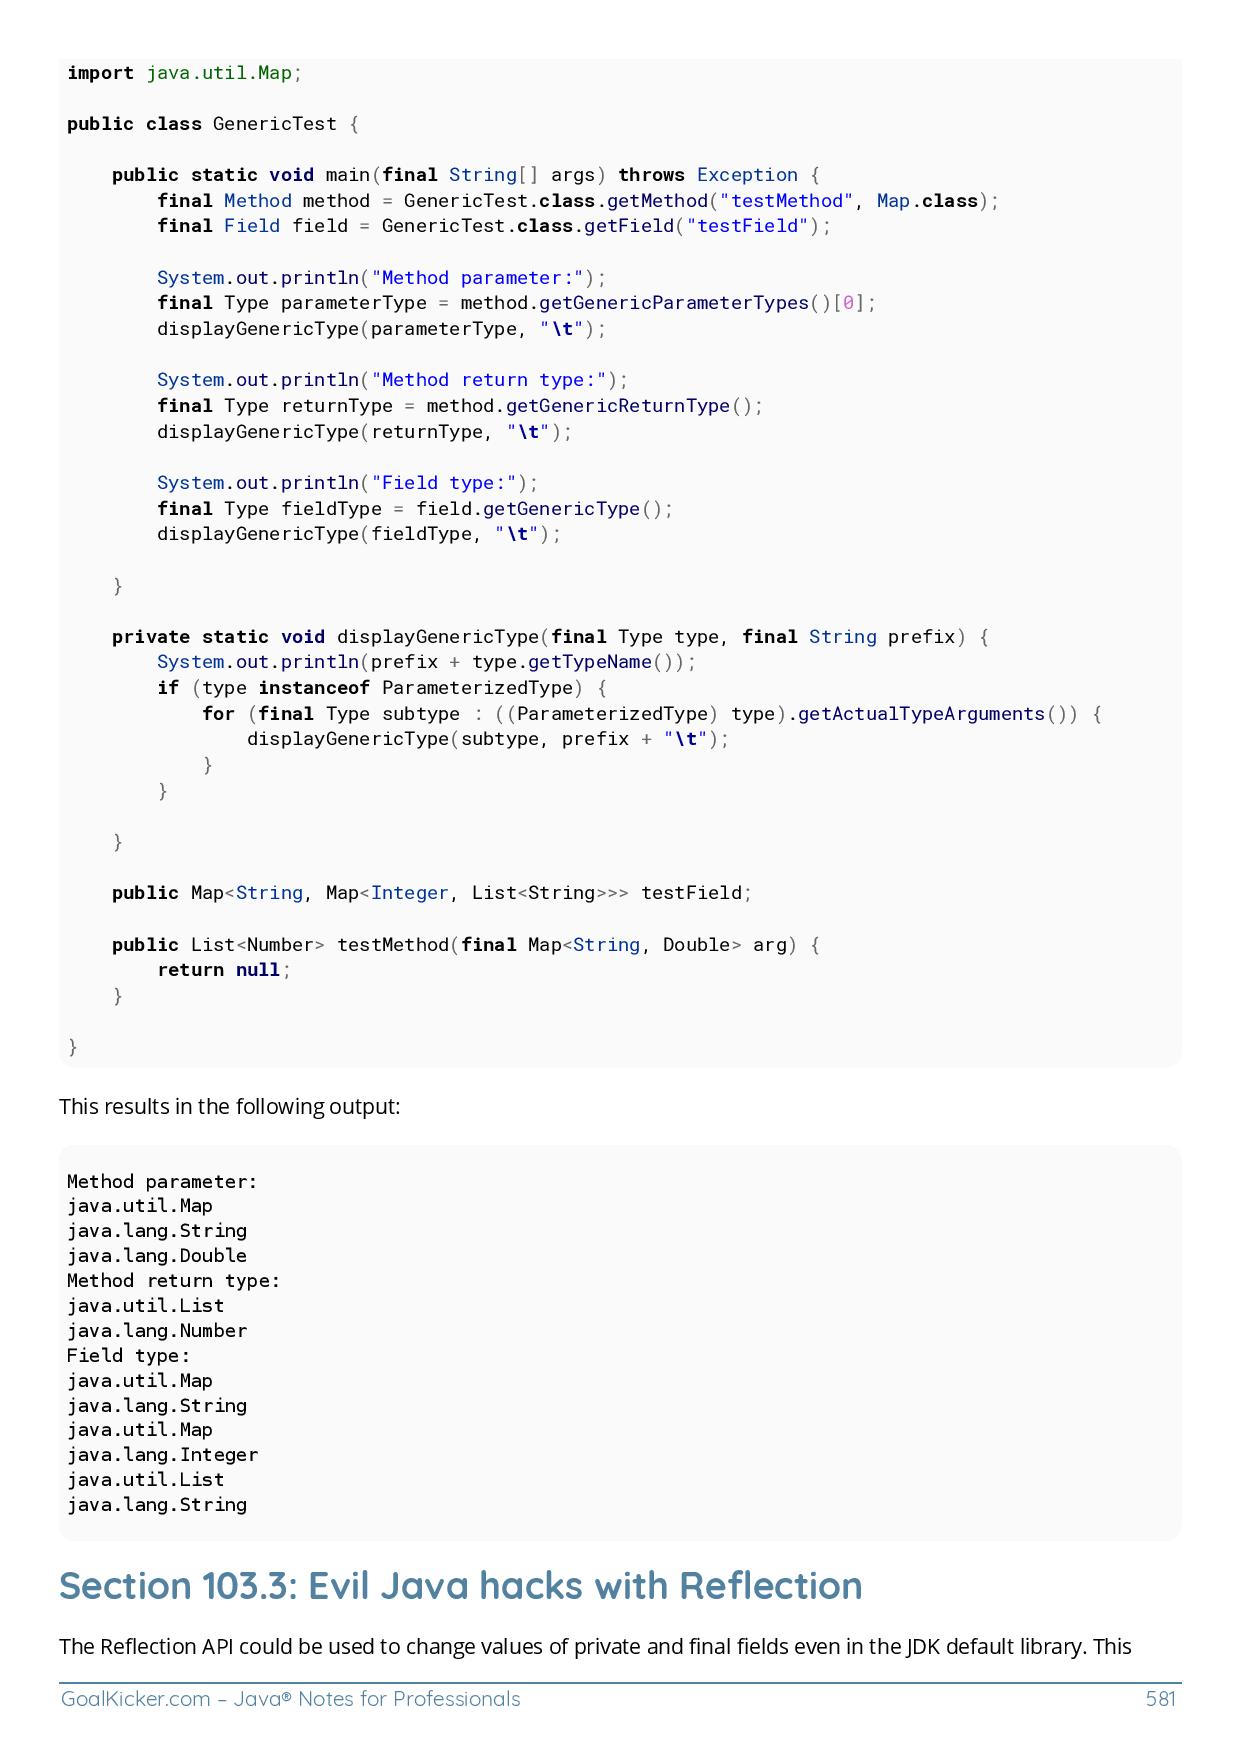 import java.util.Map;

public class GenericTest {

    public static void main(final String[] args) throws Exception {
        final Method method = GenericTest.class.getMethod("testMethod", Map.class);
        final Field field = GenericTest.class.getField("testField");

        System.out.println("Method parameter:");
        final Type parameterType = method.getGenericParameterTypes()[0];
        displayGenericType(parameterType, "\t");

        System.out.println("Method return type:");
        final Type returnType = method.getGenericReturnType();
        displayGenericType(returnType, "\t");

        System.out.println("Field type:");
        final Type fieldType = field.getGenericType();
        displayGenericType(fieldType, "\t");

    }

    private static void displayGenericType(final Type type, final String prefix) {
        System.out.println(prefix + type.getTypeName());
        if (type instanceof ParameterizedType) {
            for (final Type subtype : ((ParameterizedType) type).getActualTypeArguments()) {
                displayGenericType(subtype, prefix + "\t");
            }
        }

    }

    public Map<String, Map<Integer, List<String>>> testField;

    public List<Number> testMethod(final Map<String, Double> arg) {
        return null;
    }

}
This results in the following output:
Method parameter:
java.util.Map
java.lang.String
java.lang.Double
Method return type:
java.util.List
java.lang.Number
Field type:
java.util.Map
java.lang.String
java.util.Map
java.lang.Integer
java.util.List
java.lang.String
Section 103.3: Evil Java hacks with Reflection
The Reflection API could be used to change values of private and final fields even in the JDK default library. This
GoalKicker.com – Java® Notes for Professionals 581